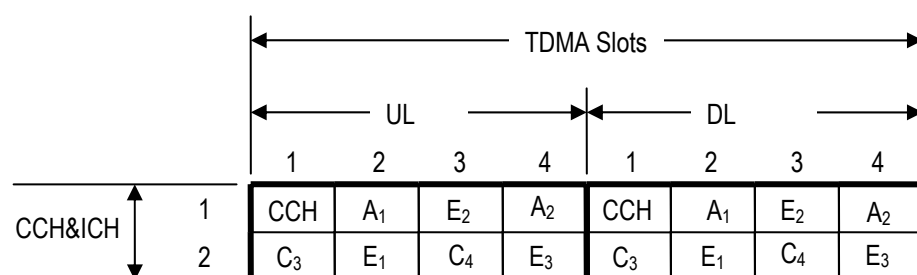 TDMA Slots
UL DL
1 2 3 4 1 2 3 4
CCH&ICH
1 CCH A₁ E₂ A₂ CCH A₁ E₂ A₂
2 C₃ E₁ C₄ E₃ C₃ E₁ C₄ E₃